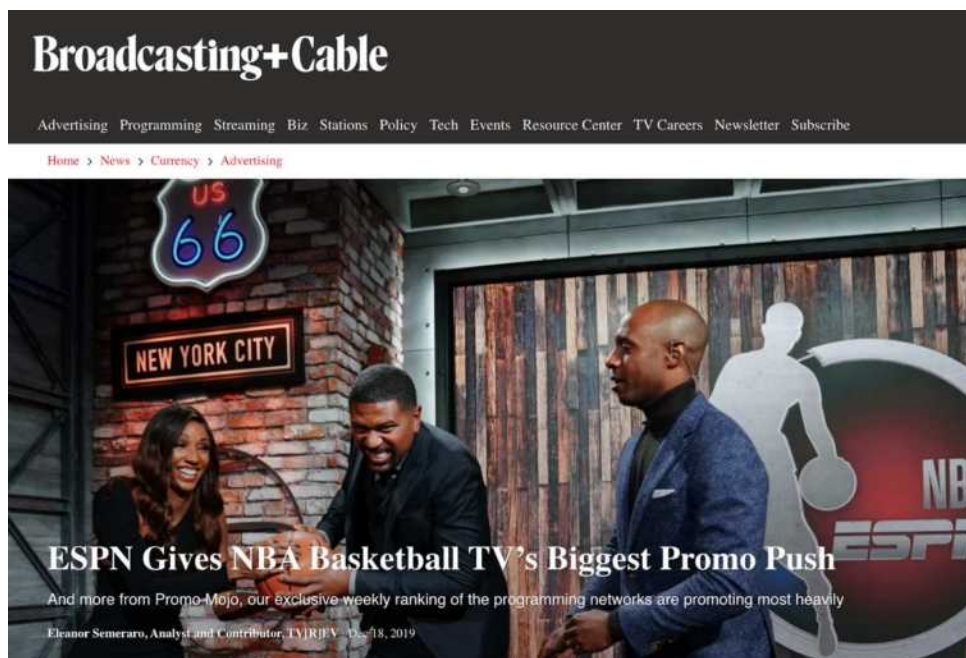 Broadcasting+Cable
Advertising Programming Streaming Biz Stations Policy Tech Events Resource Center TV Careers Newsletter Subscribe
Home > News > Currency > Advertising
US
66
NEW YORK CITY
NB
ESPN
ESPN Gives NBA Basketball TV's Biggest Promo Push
And more from Promo Mojo, our exclusive weekly ranking of the programming networks are promoting most heavily
Eleanor Semeraro, Analyst and Contributor, TV[R]EV Dec 18, 2019